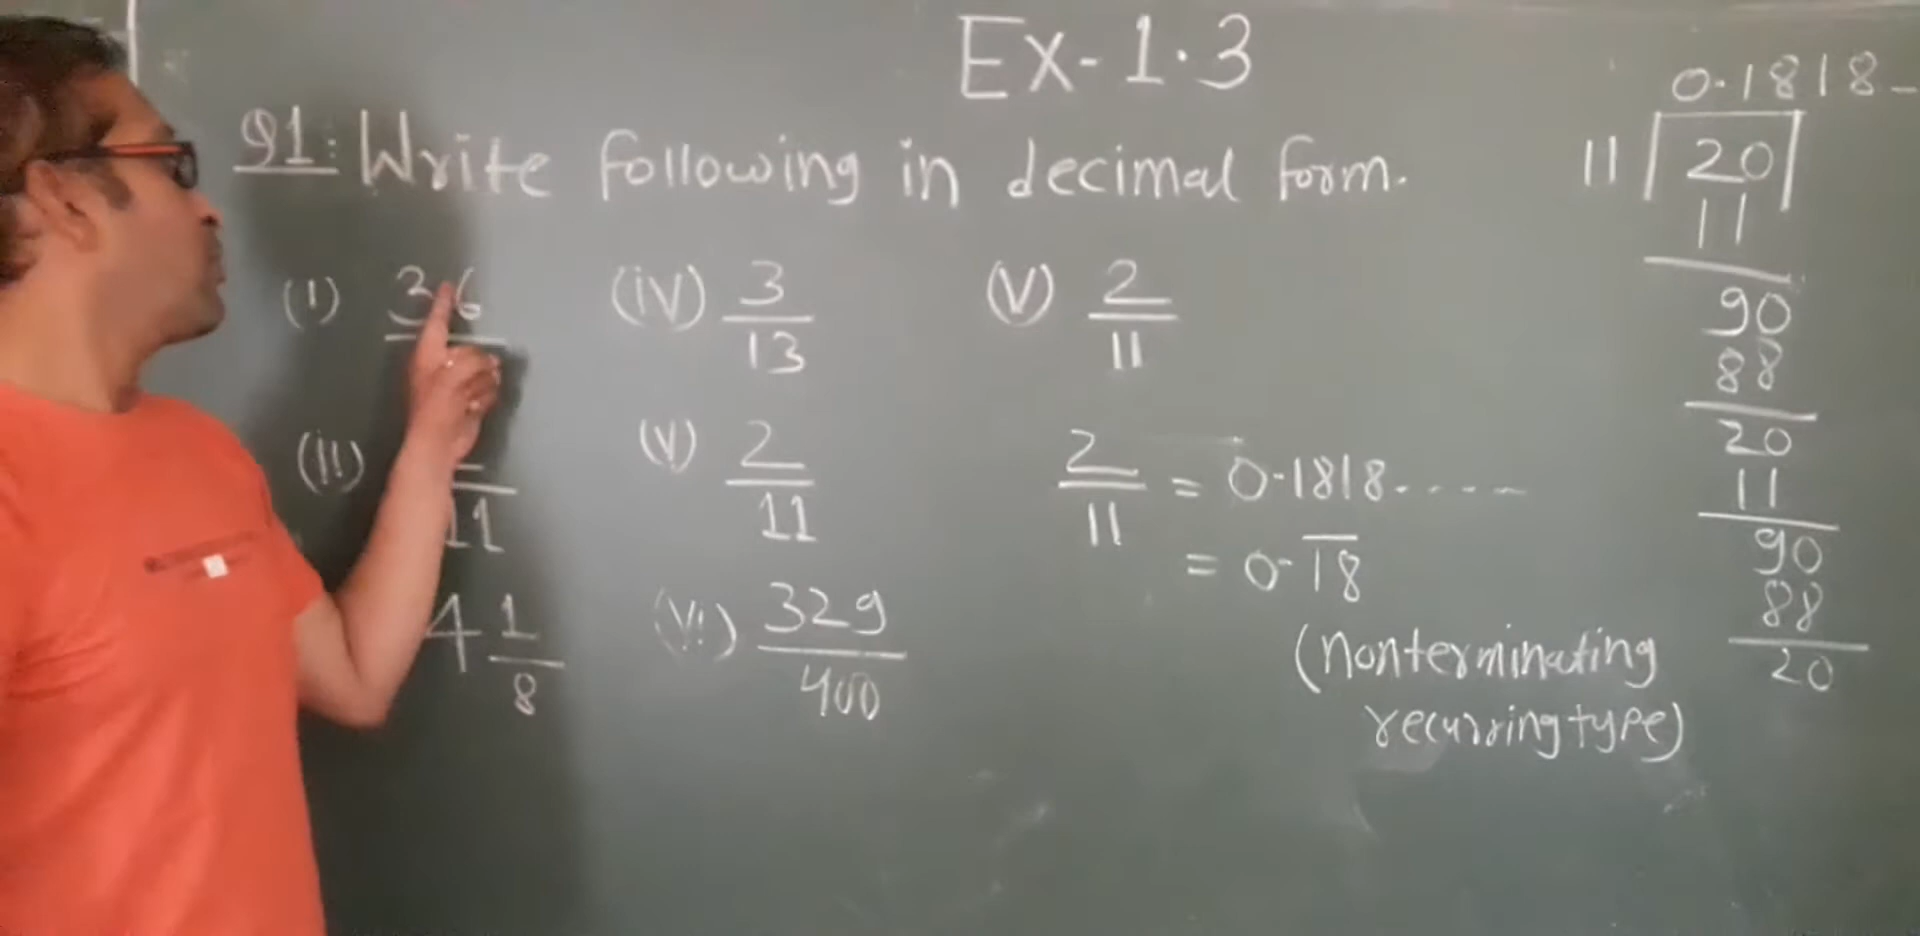 Ex-1.3
Q1: Write following in decimal form.
(i) 36
(iv) 3/13
(v) 2/11
(ii) /11
(v) 2/11
4 1/8
(vi) 329/400
2/11 = 0.1818.....
= 0.1̅8̅
(nonterminating
recurring type)
0.1818-
11 20
11
90
88
20
11
90
88
20